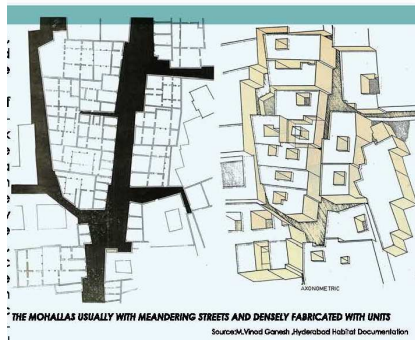 AXONOMETRIC
THE MOHALLAS USUALLY WITH MEANDERING STREETS AND DENSELY FABRICATED WITH UNITS
Source:M.Vinod Ganesh ,Hyderabad Habitat Documentation